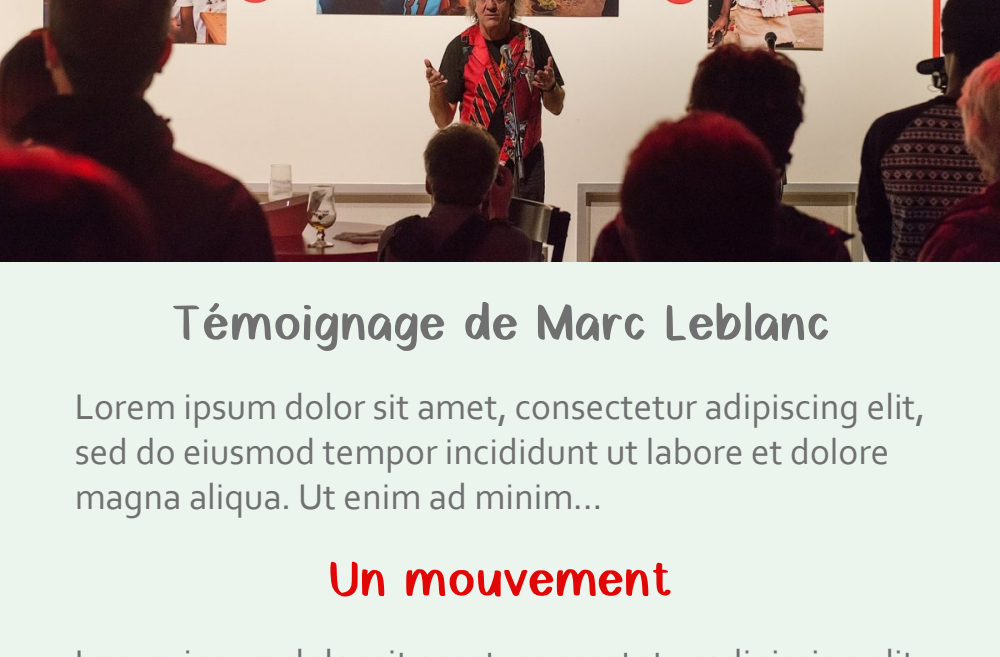 Témoignage de Marc Leblanc
Lorem ipsum dolor sit amet, consectetur adipiscing elit,
sed do eiusmod tempor incididunt ut labore et dolore
magna aliqua. Ut enim ad minim...
Un mouvement